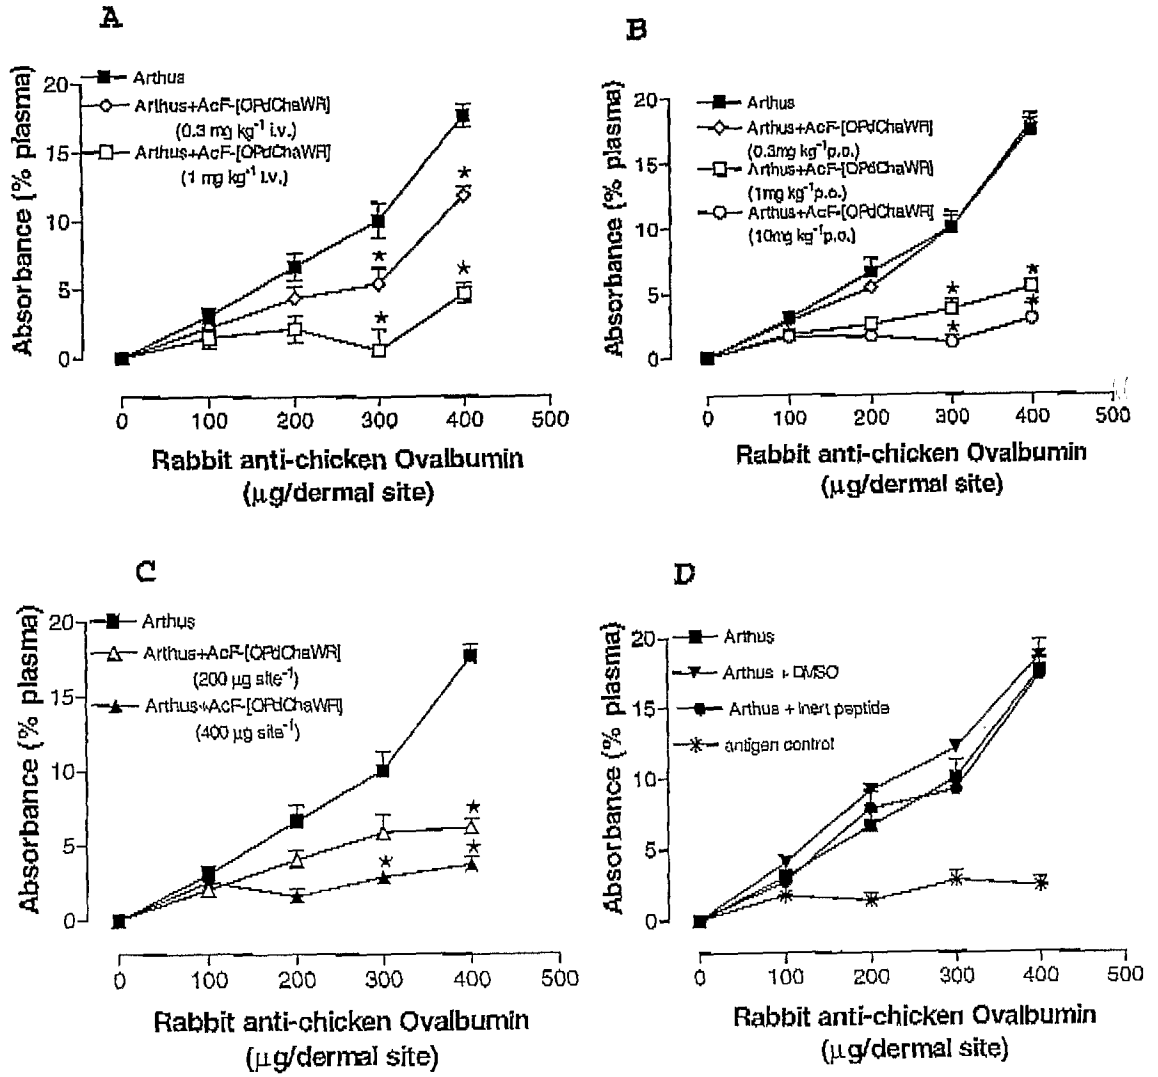 A
Absorbance (% plasma)
20
15
10
5
0
Arthus
Arthus+AcF-[OPdChaWR]
(0.3 mg kg⁻¹ i.v.)
Arthus+AcF-[OPdChaWR]
(1 mg kg⁻¹ i.v.)
*
*
*
*
0 100 200 300 400 500
Rabbit anti-chicken Ovalbumin
(µg/dermal site)
B
Absorbance (% plasma)
20
15
10
5
0
Arthus
Arthus+AcF-[OPdChaWR]
(0.3mg kg⁻¹p.o.)
Arthus+AcF-[OPdChaWR]
(1mg kg⁻¹p.o.)
Arthus+AcF-[OPdChaWR]
(10mg kg⁻¹p.o.)
*
*
*
*
0 100 200 300 400 500
Rabbit anti-chicken Ovalbumin
(µg/dermal site)
C
Absorbance (% plasma)
20
15
10
5
0
Arthus
Arthus+AcF-[OPdChaWR]
(200 µg site⁻¹)
Arthus+AcF-[OPdChaWR]
(400 µg site⁻¹)
*
*
*
0 100 200 300 400 500
Rabbit anti-chicken Ovalbumin
(µg/dermal site)
D
Absorbance (% plasma)
20
15
10
5
0
Arthus
Arthus + DMSO
Arthus + inert peptide
antigen control
0 100 200 300 400 500
Rabbit anti-chicken Ovalbumin
(µg/dermal site)